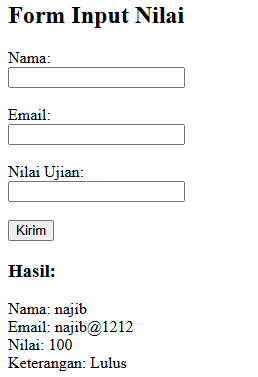 Form Input Nilai
Nama:
Email:
Nilai Ujian:
Kirim
Hasil:
Nama: najib
Email: najib@1212
Nilai: 100
Keterangan: Lulus